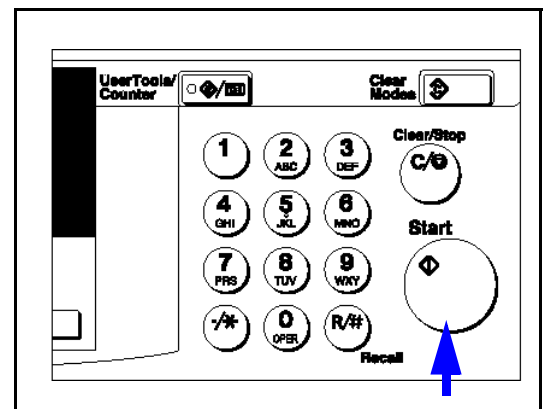 UserTools/
Counter
Clear
Modes
Clear/Stop
C/
1
2
ABC
3
DEF
4
GHI
5
JKL
6
MNO
Start
7
PRS
8
TUV
9
WXY
·/*
0
OPER
R/#
Recall